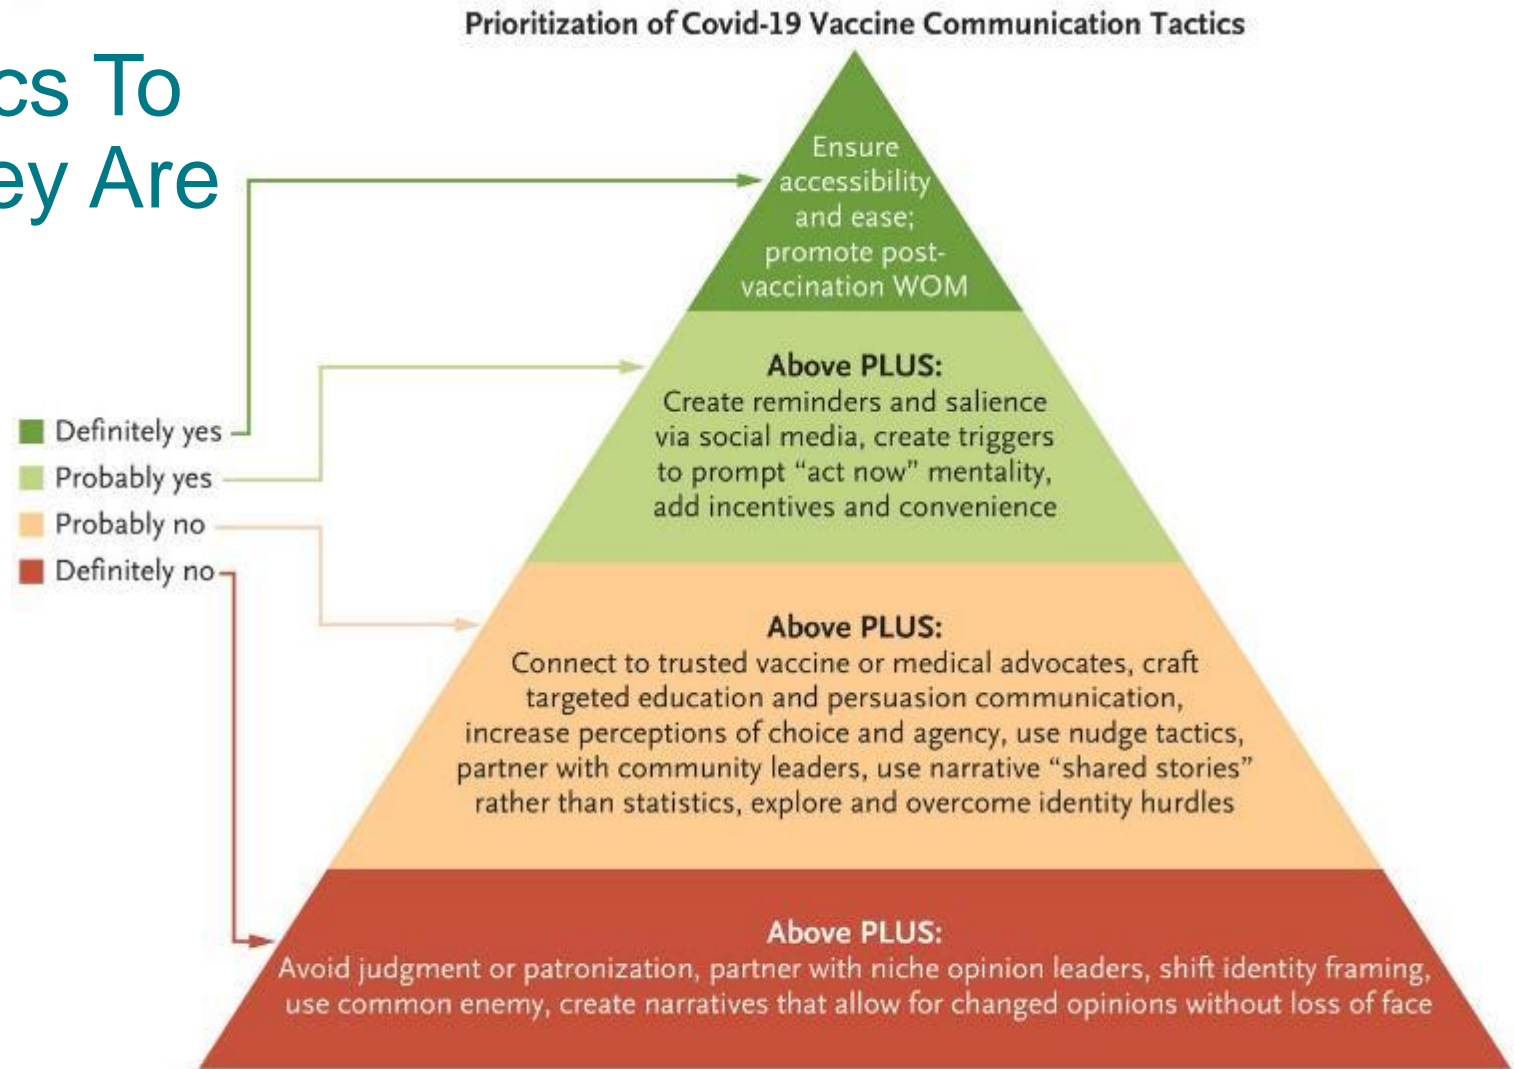 Prioritization of Covid-19 Vaccine Communication Tactics
cs To
ey Are
Ensure
accessibility
and ease;
promote post-
vaccination WOM
Above PLUS:
Create reminders and salience
via social media, create triggers
to prompt “act now” mentality,
add incentives and convenience
Definitely yes
Probably yes
Probably no
Definitely no
Above PLUS:
Connect to trusted vaccine or medical advocates, craft
targeted education and persuasion communication,
increase perceptions of choice and agency, use nudge tactics,
partner with community leaders, use narrative “shared stories”
rather than statistics, explore and overcome identity hurdles
Above PLUS:
Avoid judgment or patronization, partner with niche opinion leaders, shift identity framing,
use common enemy, create narratives that allow for changed opinions without loss of face